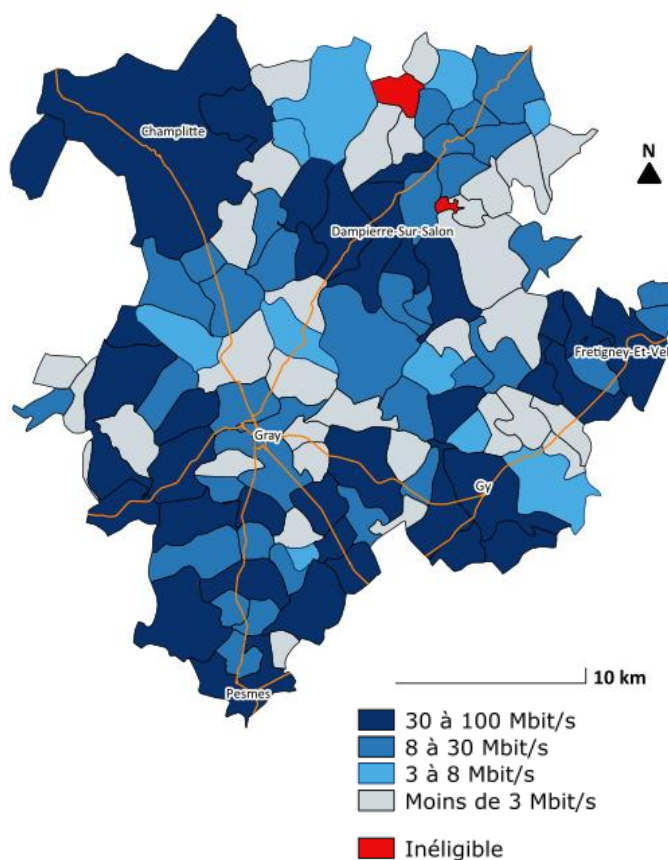 Champlitte
N
Dampierre-Sur-Salon
Fretigney-Et-Vel
Gray
Gy
Pesmes
10 km
30 à 100 Mbit/s
8 à 30 Mbit/s
3 à 8 Mbit/s
Moins de 3 Mbit/s
Inéligible